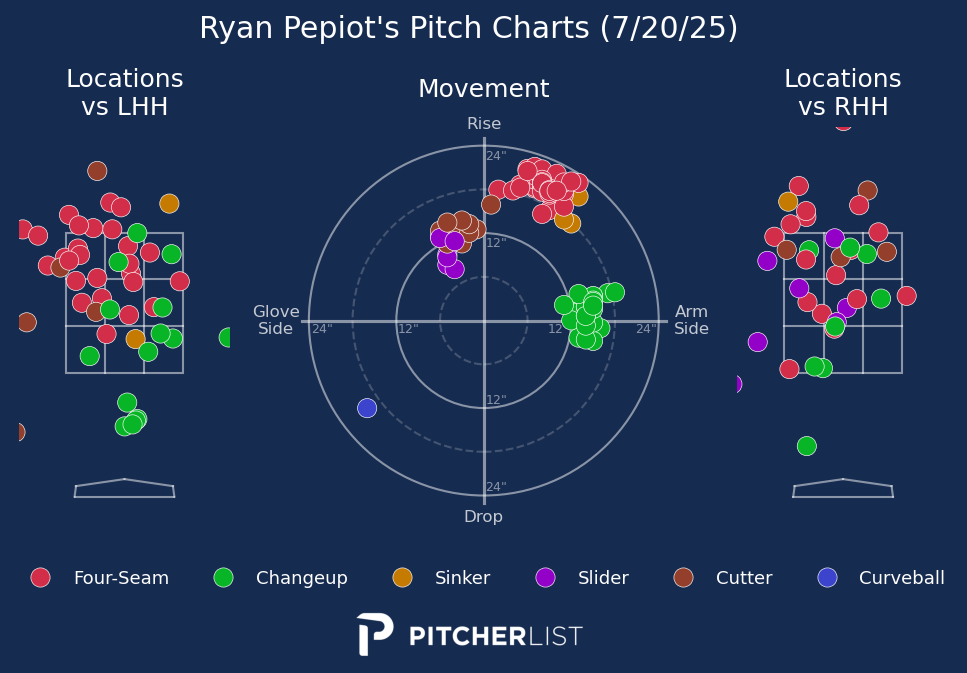 Ryan Pepiot's Pitch Charts (7/20/25)
Locations
vs LHH
Movement
Locations
vs RHH
Rise
24"
12"
Glove
Side
24"
12"
12"
24"
Arm
Side
12"
24"
Drop
Four-Seam
Changeup
Sinker
Slider
Cutter
Curveball
PITCHERLIST